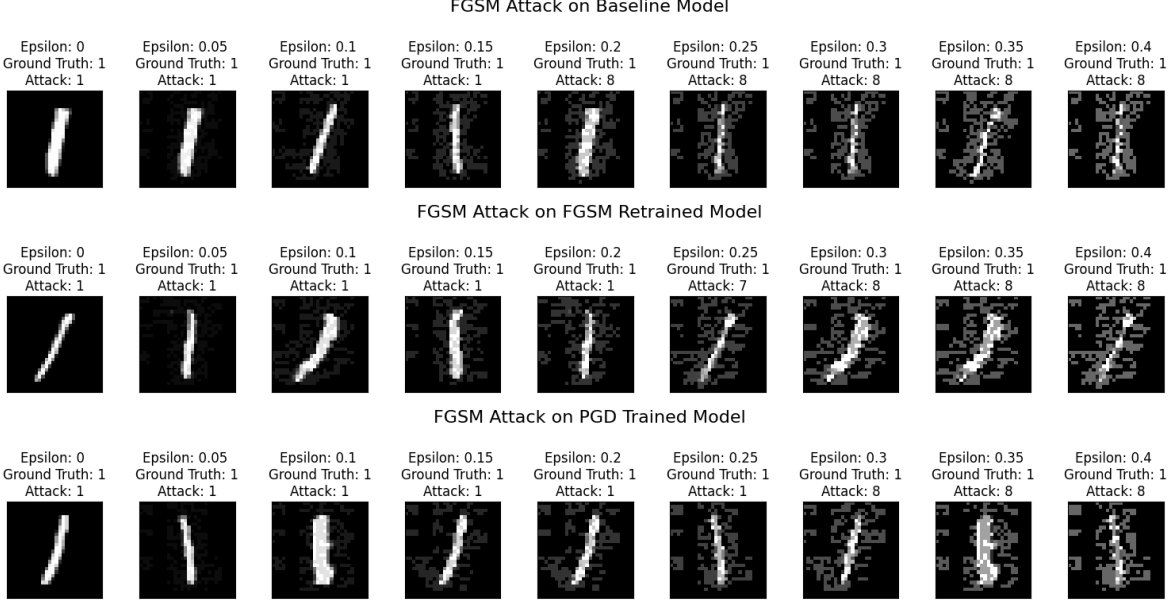 FGSM Attack on Baseline Model
Epsilon: 0 Epsilon: 0.05 Epsilon: 0.1 Epsilon: 0.15 Epsilon: 0.2 Epsilon: 0.25 Epsilon: 0.3 Epsilon: 0.35 Epsilon: 0.4
Ground Truth: 1 Ground Truth: 1 Ground Truth: 1 Ground Truth: 1 Ground Truth: 1 Ground Truth: 1 Ground Truth: 1 Ground Truth: 1 Ground Truth: 1
Attack: 1 Attack: 1 Attack: 1 Attack: 1 Attack: 8 Attack: 8 Attack: 8 Attack: 8 Attack: 8
FGSM Attack on FGSM Retrained Model
Epsilon: 0 Epsilon: 0.05 Epsilon: 0.1 Epsilon: 0.15 Epsilon: 0.2 Epsilon: 0.25 Epsilon: 0.3 Epsilon: 0.35 Epsilon: 0.4
Ground Truth: 1 Ground Truth: 1 Ground Truth: 1 Ground Truth: 1 Ground Truth: 1 Ground Truth: 1 Ground Truth: 1 Ground Truth: 1 Ground Truth: 1
Attack: 1 Attack: 1 Attack: 1 Attack: 1 Attack: 1 Attack: 7 Attack: 8 Attack: 8 Attack: 8
FGSM Attack on PGD Trained Model
Epsilon: 0 Epsilon: 0.05 Epsilon: 0.1 Epsilon: 0.15 Epsilon: 0.2 Epsilon: 0.25 Epsilon: 0.3 Epsilon: 0.35 Epsilon: 0.4
Ground Truth: 1 Ground Truth: 1 Ground Truth: 1 Ground Truth: 1 Ground Truth: 1 Ground Truth: 1 Ground Truth: 1 Ground Truth: 1 Ground Truth: 1
Attack: 1 Attack: 1 Attack: 1 Attack: 1 Attack: 1 Attack: 1 Attack: 8 Attack: 8 Attack: 8